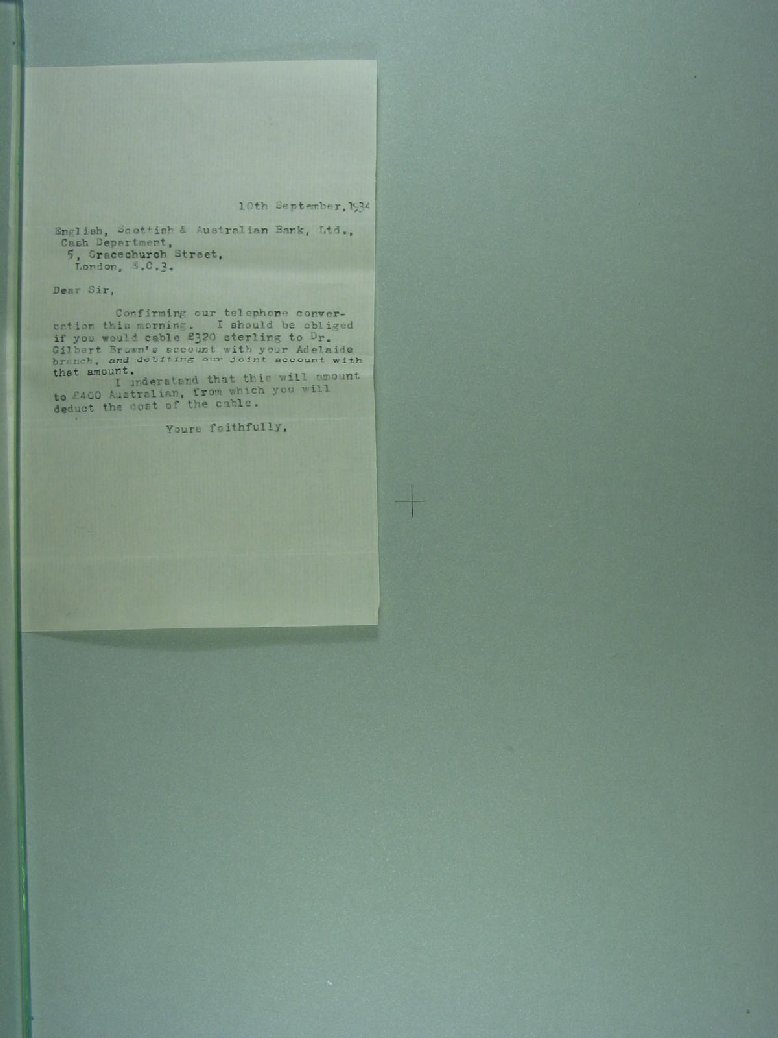 10th September, 1934
English, Scottish & Australian Bank, Ltd.,
Cash Department,
5, Gracechurch Street,
London, E.C.3.
Dear Sir,
Confirming our telephone conver-
sation this morning. I should be obliged
if you would cable £320 sterling to Dr.
Gilbert Brown's account with your Adelaide
branch, and debiting our joint account with
that amount.
I understand that this will amount
to £400 Australian, from which you will
deduct the cost of the cable.
Yours faithfully,